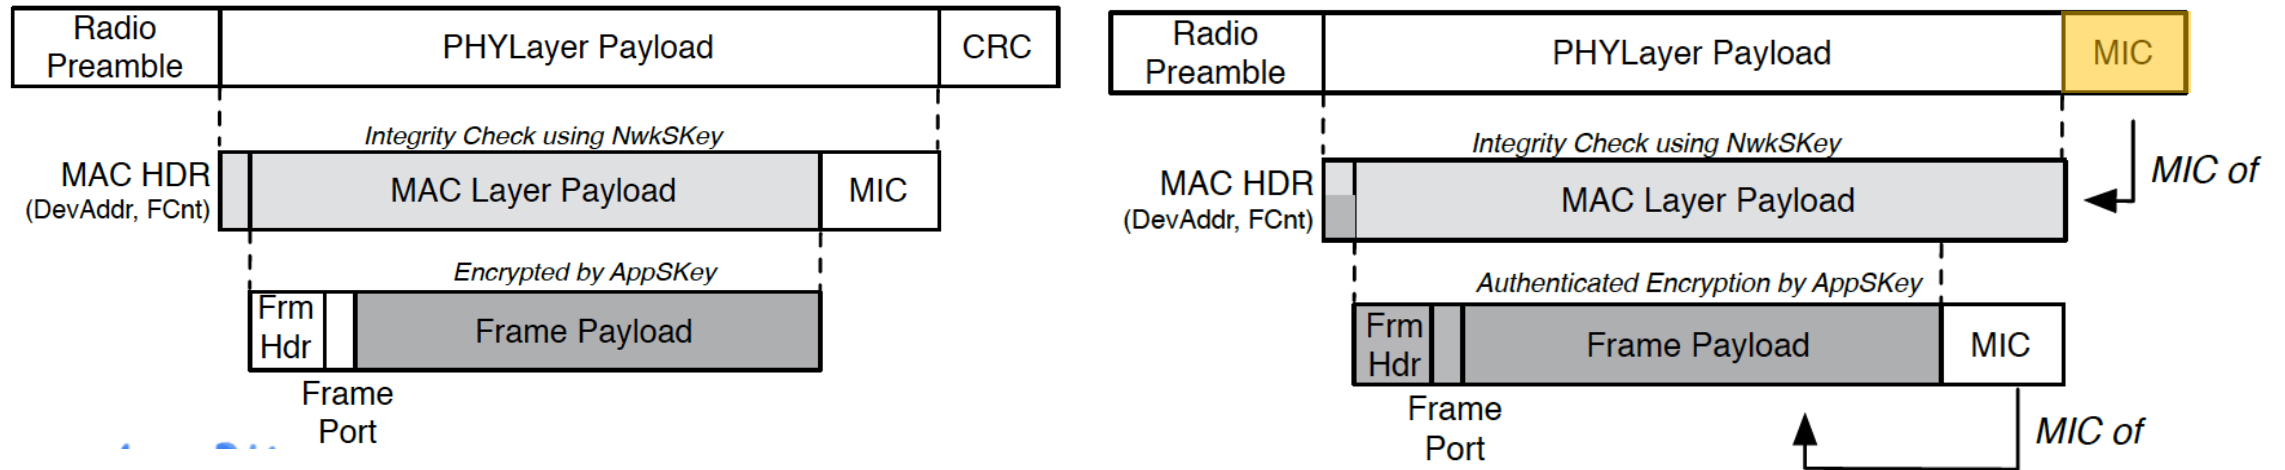 Radio
Preamble
PHYLayer Payload
CRC
Integrity Check using NwkSKey
MAC HDR
(DevAddr, FCnt)
MAC Layer Payload
MIC
Encrypted by AppSKey
Frm
Hdr
Frame Payload
Frame
Port
Radio
Preamble
PHYLayer Payload
MIC
Integrity Check using NwkSKey
MAC HDR
(DevAddr, FCnt)
MAC Layer Payload
MIC of
Authenticated Encryption by AppSKey
Frm
Hdr
Frame Payload
MIC
Frame
Port
MIC of